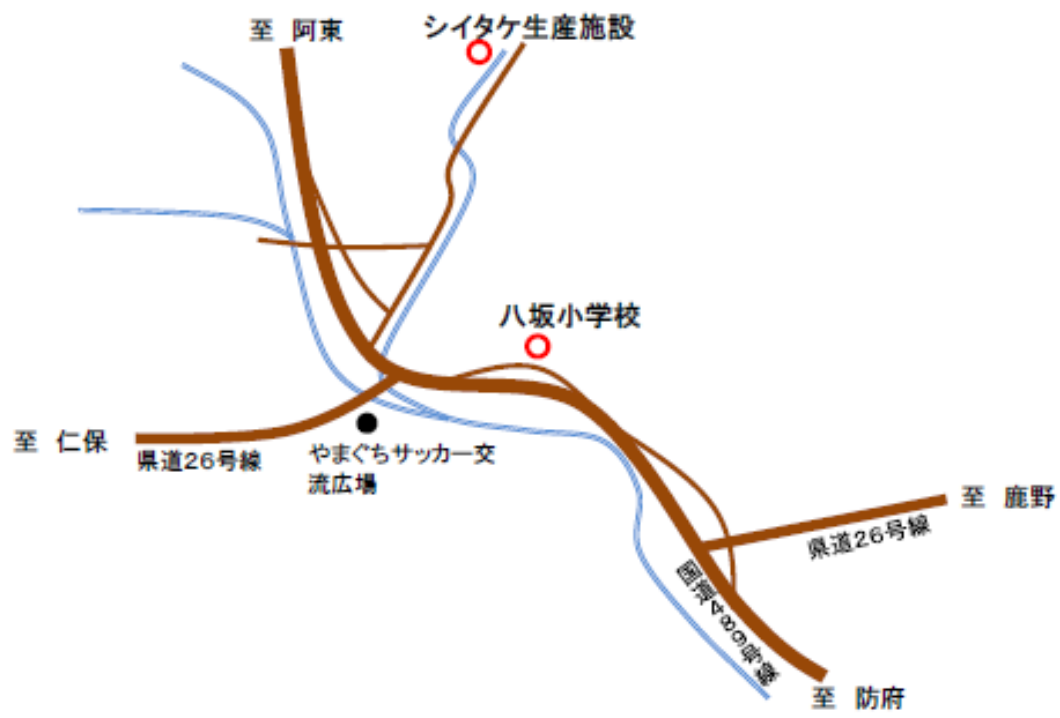 至 阿東
シイタケ生産施設
八坂小学校
至 仁保
県道26号線
やまぐちサッカー交
流広場
至 鹿野
県道26号線
国道489号線
至 防府